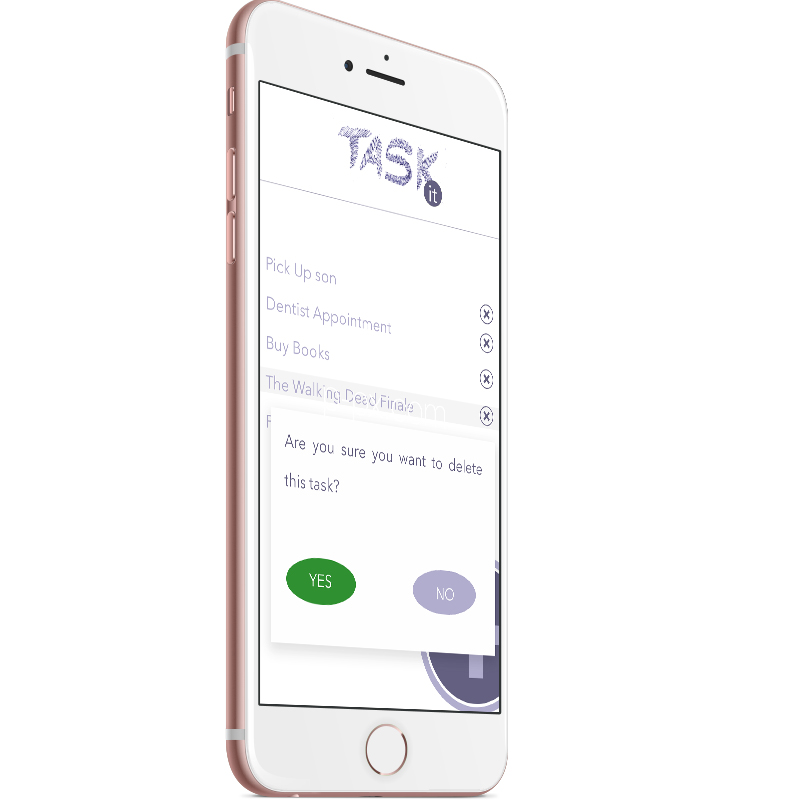 TASK
it
Pick Up son
Dentist Appointment
Buy Books
The Walking Dead Finale
Are you sure you want to delete
this task?
YES
NO